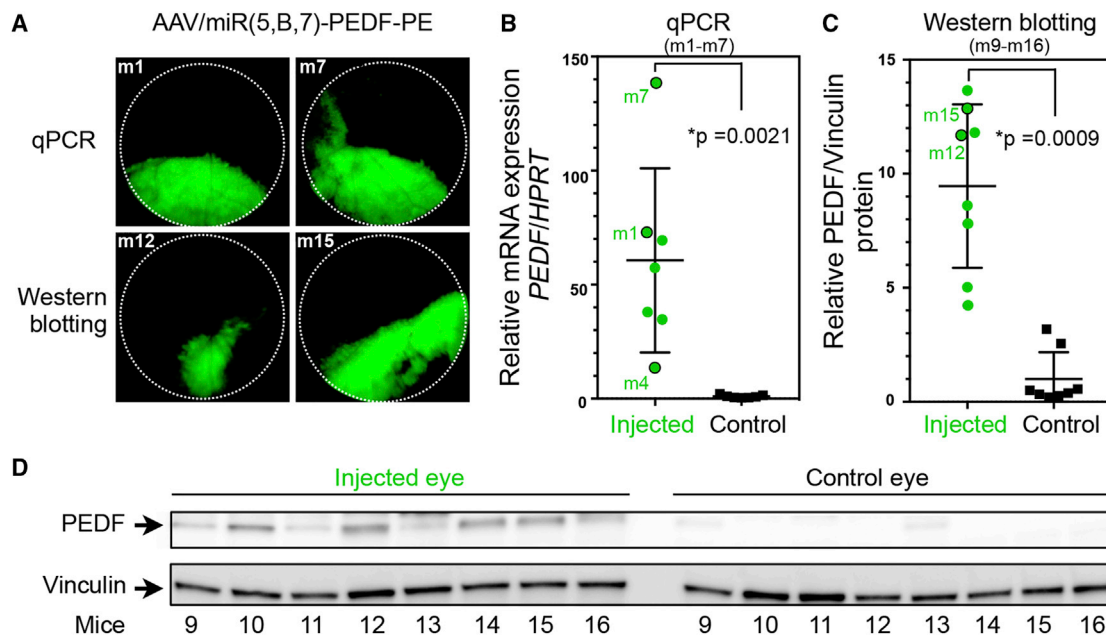 A
AAV/miR(5,B,7)-PEDF-PE
qPCR
m1
m7
Western
blotting
m12
m15
B
qPCR
(m1-m7)
Relative mRNA expression
PEDF/HPRT
150
100
50
0
m7
m1
m4
*p =0.0021
Injected
Control
C
Western blotting
(m9-m16)
Relative PEDF/Vinculin
protein
15
10
5
0
m15
m12
*p =0.0009
Injected
Control
D
Injected eye
Control eye
PEDF
Vinculin
Mice 9 10 11 12 13 14 15 16 9 10 11 12 13 14 15 16